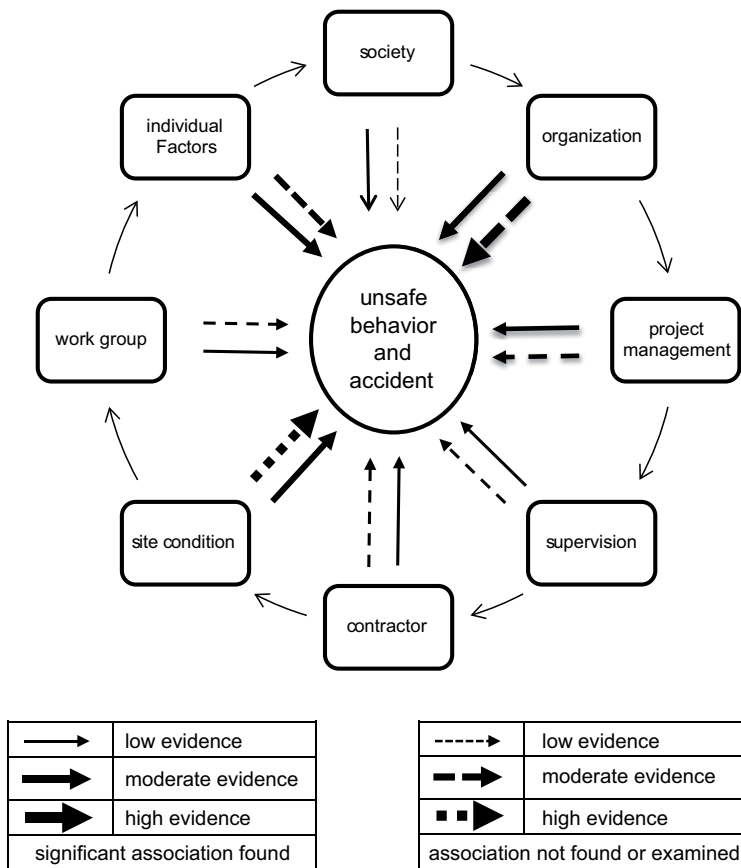 society
organization
project
management
supervision
contractor
site condition
work group
individual
Factors
unsafe
behavior
and
accident
low evidence
moderate evidence
high evidence
significant association found
low evidence
moderate evidence
high evidence
association not found or examined